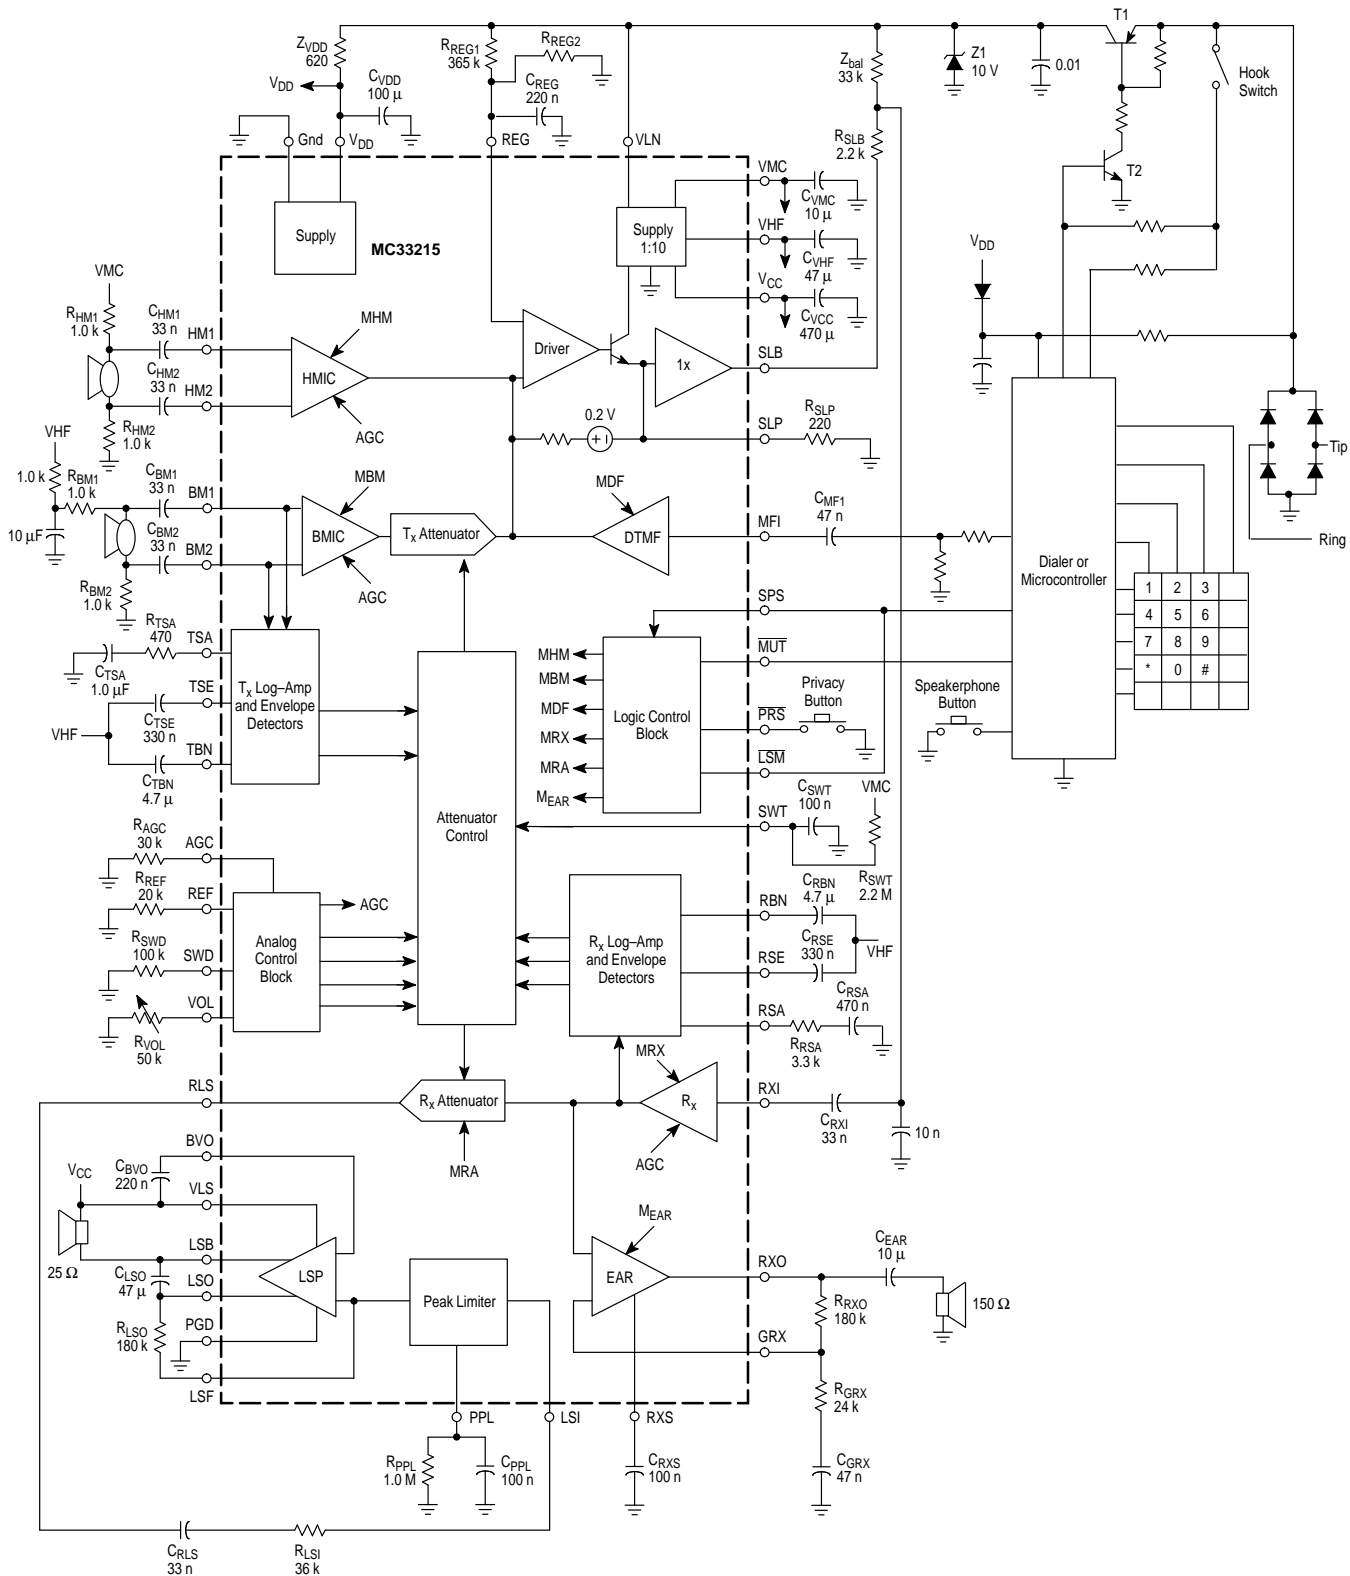 T1
Z_VDD
620
R_REG1
365 k
R_REG2
Z_bal
33 k
Z1
10 V
0.01
Hook
Switch
V_DD
C_VDD
100 µ
C_REG
220 n
Gnd
V_DD
REG
VLN
R_SLB
2.2 k
T2
VMC
C_VMC
10 µ
Supply
MC33215
Supply
1:10
VHF
C_VHF
47 µ
V_DD
VMC
V_CC
C_VCC
470 µ
R_HM1
1.0 k
C_HM1
33 n
HM1
MHM
Driver
1x
SLB
C_HM2
33 n
HM2
HMIC
AGC
R_HM2
1.0 k
0.2 V
SLP
R_SLP
220
VHF
Tip
1.0 k
R_BM1
1.0 k
C_BM1
33 n
BM1
MBM
MDF
C_MF1
47 n
MFI
10 µF
C_BM2
33 n
BM2
BMIC
T_x Attenuator
DTMF
Ring
AGC
Dialer or
Microcontroller
R_BM2
1.0 k
1 2 3
4 5 6
7 8 9
* 0 #
R_TSA
470
TSA
SPS
C_TSA
1.0 µF
MUT
TSE
T_x Log–Amp
and Envelope
Detectors
MHM
MBM
MDF
MRX
MRA
M_EAR
Logic Control
Block
Privacy
Button
Speakerphone
Button
VHF
C_TSE
330 n
PRS
TBN
C_TBN
4.7 µ
LSM
Attenuator
Control
SWT
C_SWT
100 n
VMC
R_AGC
30 k
AGC
R_SWT
2.2 M
R_REF
20 k
REF
AGC
RBN
C_RBN
4.7 µ
R_SWD
100 k
SWD
Analog
Control
Block
R_x Log–Amp
and Envelope
Detectors
C_RSE
330 n
VHF
RSE
VOL
R_VOL
50 k
RSA
C_RSA
470 n
R_RSA
3.3 k
MRX
RLS
R_x Attenuator
R_x
RXI
C_RXI
33 n
10 n
MRA
AGC
BVO
V_CC
C_BVO
220 n
VLS
M_EAR
LSB
25 Ω
C_LSO
47 µ
LSO
LSP
Peak Limiter
EAR
RXO
C_EAR
10 µ
150 Ω
R_RXO
180 k
R_LSO
180 k
PGD
GRX
LSF
R_GRX
24 k
PPL
LSI
RXS
R_PPL
1.0 M
C_PPL
100 n
C_RXS
100 n
C_GRX
47 n
C_RLS
33 n
R_LSI
36 k